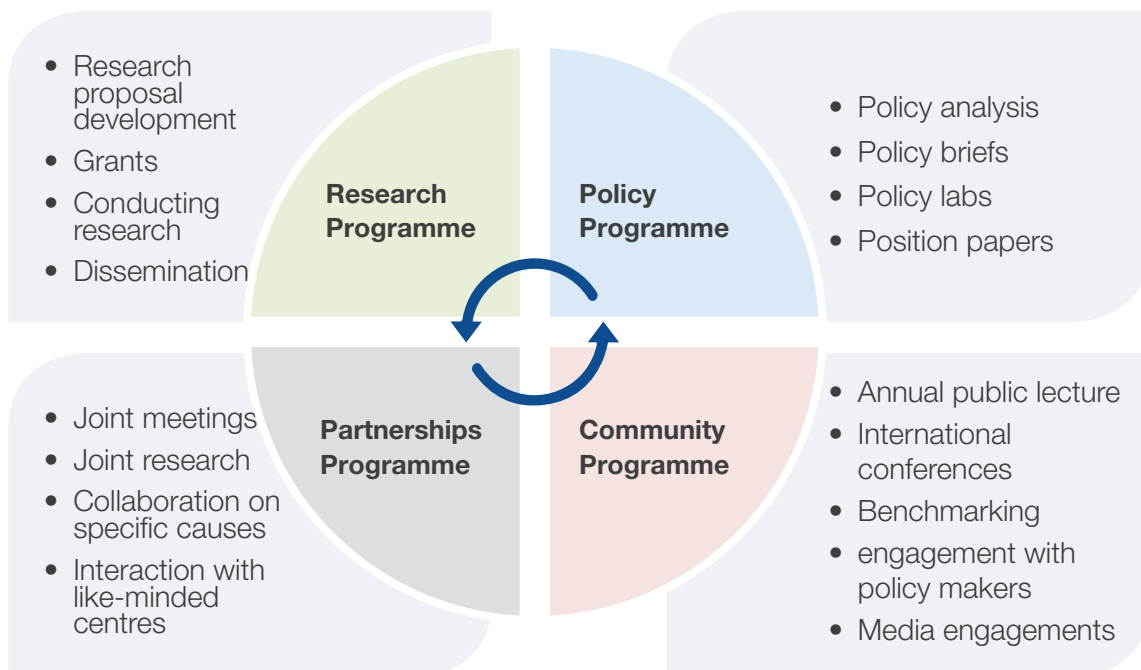 • Research
proposal
development
• Grants
• Conducting
research
• Dissemination
Research
Programme
Policy
Programme
• Policy analysis
• Policy briefs
• Policy labs
• Position papers
• Joint meetings
• Joint research
• Collaboration on
specific causes
• Interaction with
like-minded
centres
Partnerships
Programme
Community
Programme
• Annual public lecture
• International
conferences
• Benchmarking
• engagement with
policy makers
• Media engagements